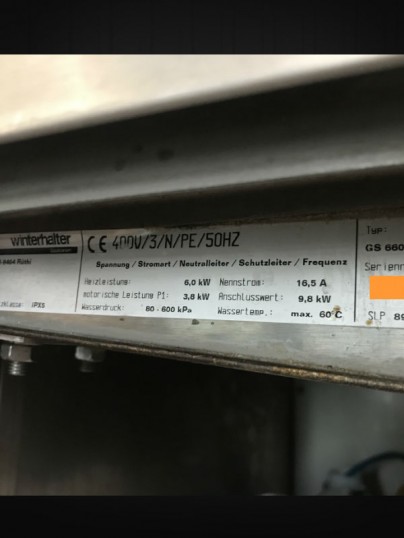 winterhalter
CE 400V/3/N/PE/50HZ
Spannung / Stromart / Neutralleiter / Schutzleiter / Frequenz
Heizleistung: 6,0 kW Nennstrom: 16,5 A
motorische Leistung P1: 3,8 kW Anschlusswert: 9,8 kW
Wasserdruck: 80 - 600 kPa Wassertemp.: max. 60°C
IPX5
Typ:
GS 660
Serienn
SLP 89